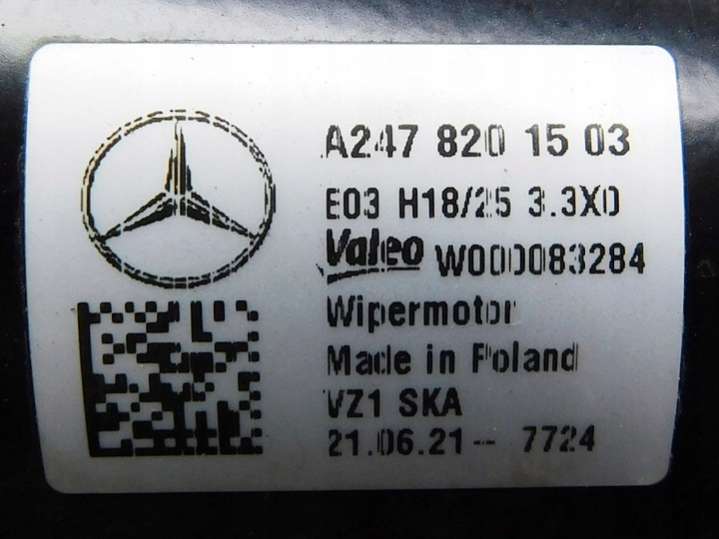 A247 820 15 03
E03 H18/25 3.3X0
Valeo W000083284
Wipermotor
Made in Poland
VZ1 SKA
21.06.21-- 7724